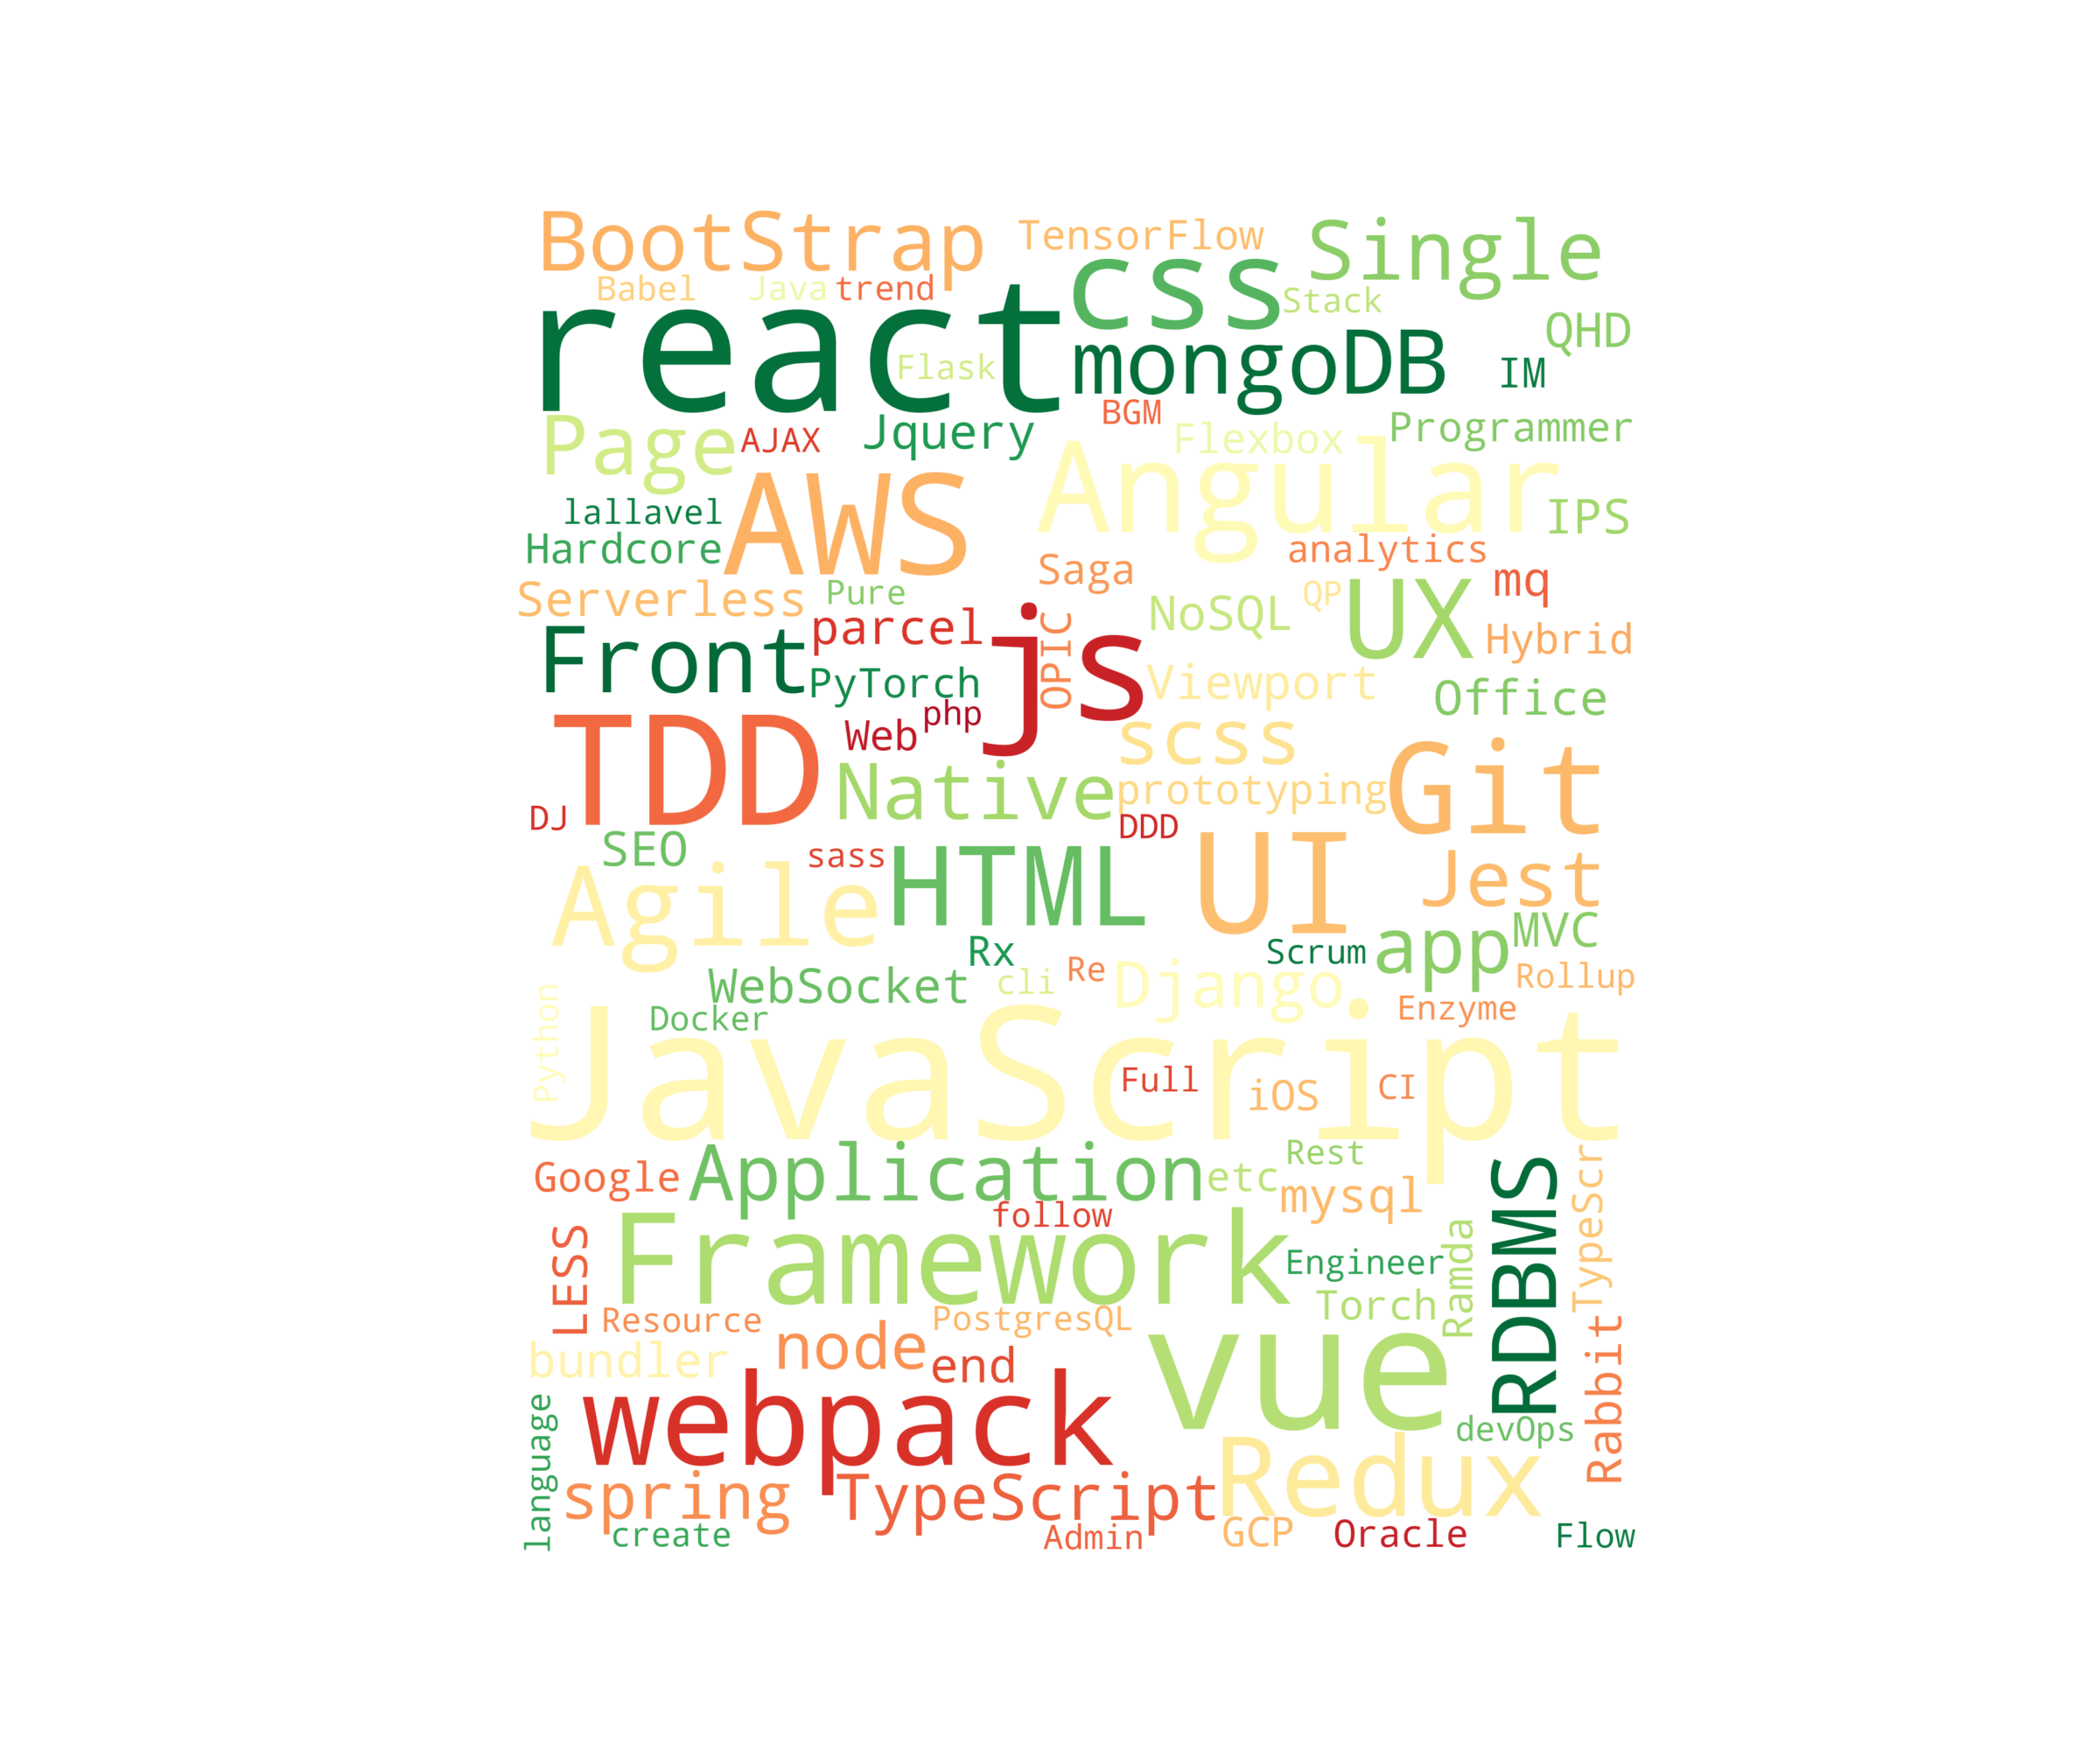 BootStrap
TensorFlow
Single
css
Babel
Java
trend
Stack
react
QHD
mongoDB
Flask
IM
BGM
Page
AJAX
Jquery
Flexbox
Programmer
Angular
AWS
lallavel
IPS
Hardcore
analytics
Saga
mq
Serverless
Pure
QP
UX
NoSQL
parcel
js
OPIC
Hybrid
Front
PyTorch
Viewport
Office
php
Web
TDD
scss
Git
Native
prototyping
DJ
DDD
SEO
sass
HTML
UI
Jest
Agile
MVC
app
Rx
Scrum
Re
Rollup
WebSocket
cli
Django.
Python
Docker
Enzyme
JavaScript
Full
iOS
CI
Application
Rest
Google
etc
mysql
RDBMS
TypeScr
follow
Framework
LESS
Engineer
Ramda
Torch
Resource
PostgresQL
node
Rabbit
bundler
end
vue
webpack
language
devOps
Redux
spring
TypeScript
create
Admin
GCP
Oracle
Flow